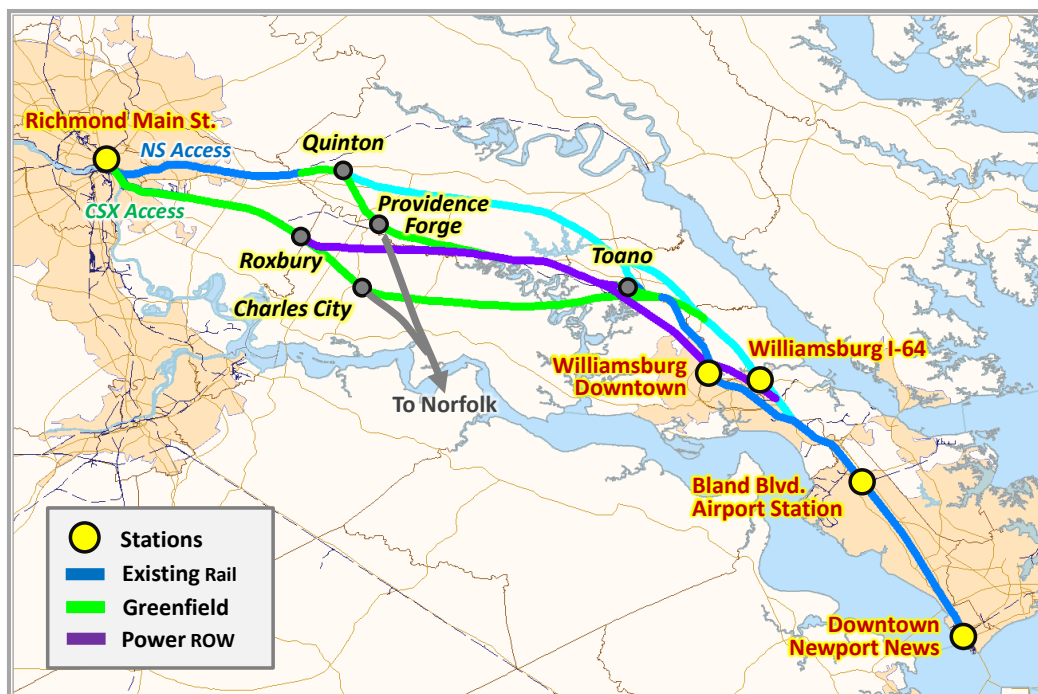 Richmond Main St.
NS Access
Quinton
CSX Access
Providence
Forge
Roxbury
Toano
Charles City
Williamsburg I-64
Williamsburg
Downtown
To Norfolk
Bland Blvd.
Airport Station
Stations
Existing Rail
Greenfield
Power ROW
Downtown
Newport News